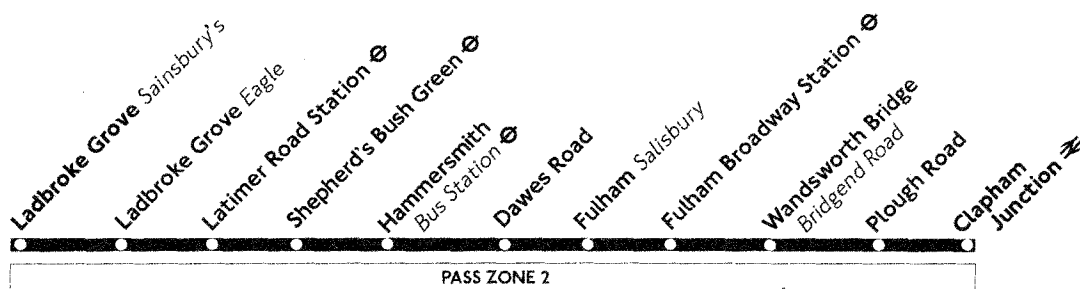 Ladbroke Grove Sainsbury's
Ladbroke Grove Eagle
Latimer Road Station
Shepherd's Bush Green
Hammersmith
Bus Station
Dawes Road
Fulham Salisbury
Fulham Broadway Station
Wandsworth Bridge
Bridgend Road
Plough Road
Clapham
Junction
PASS ZONE 2